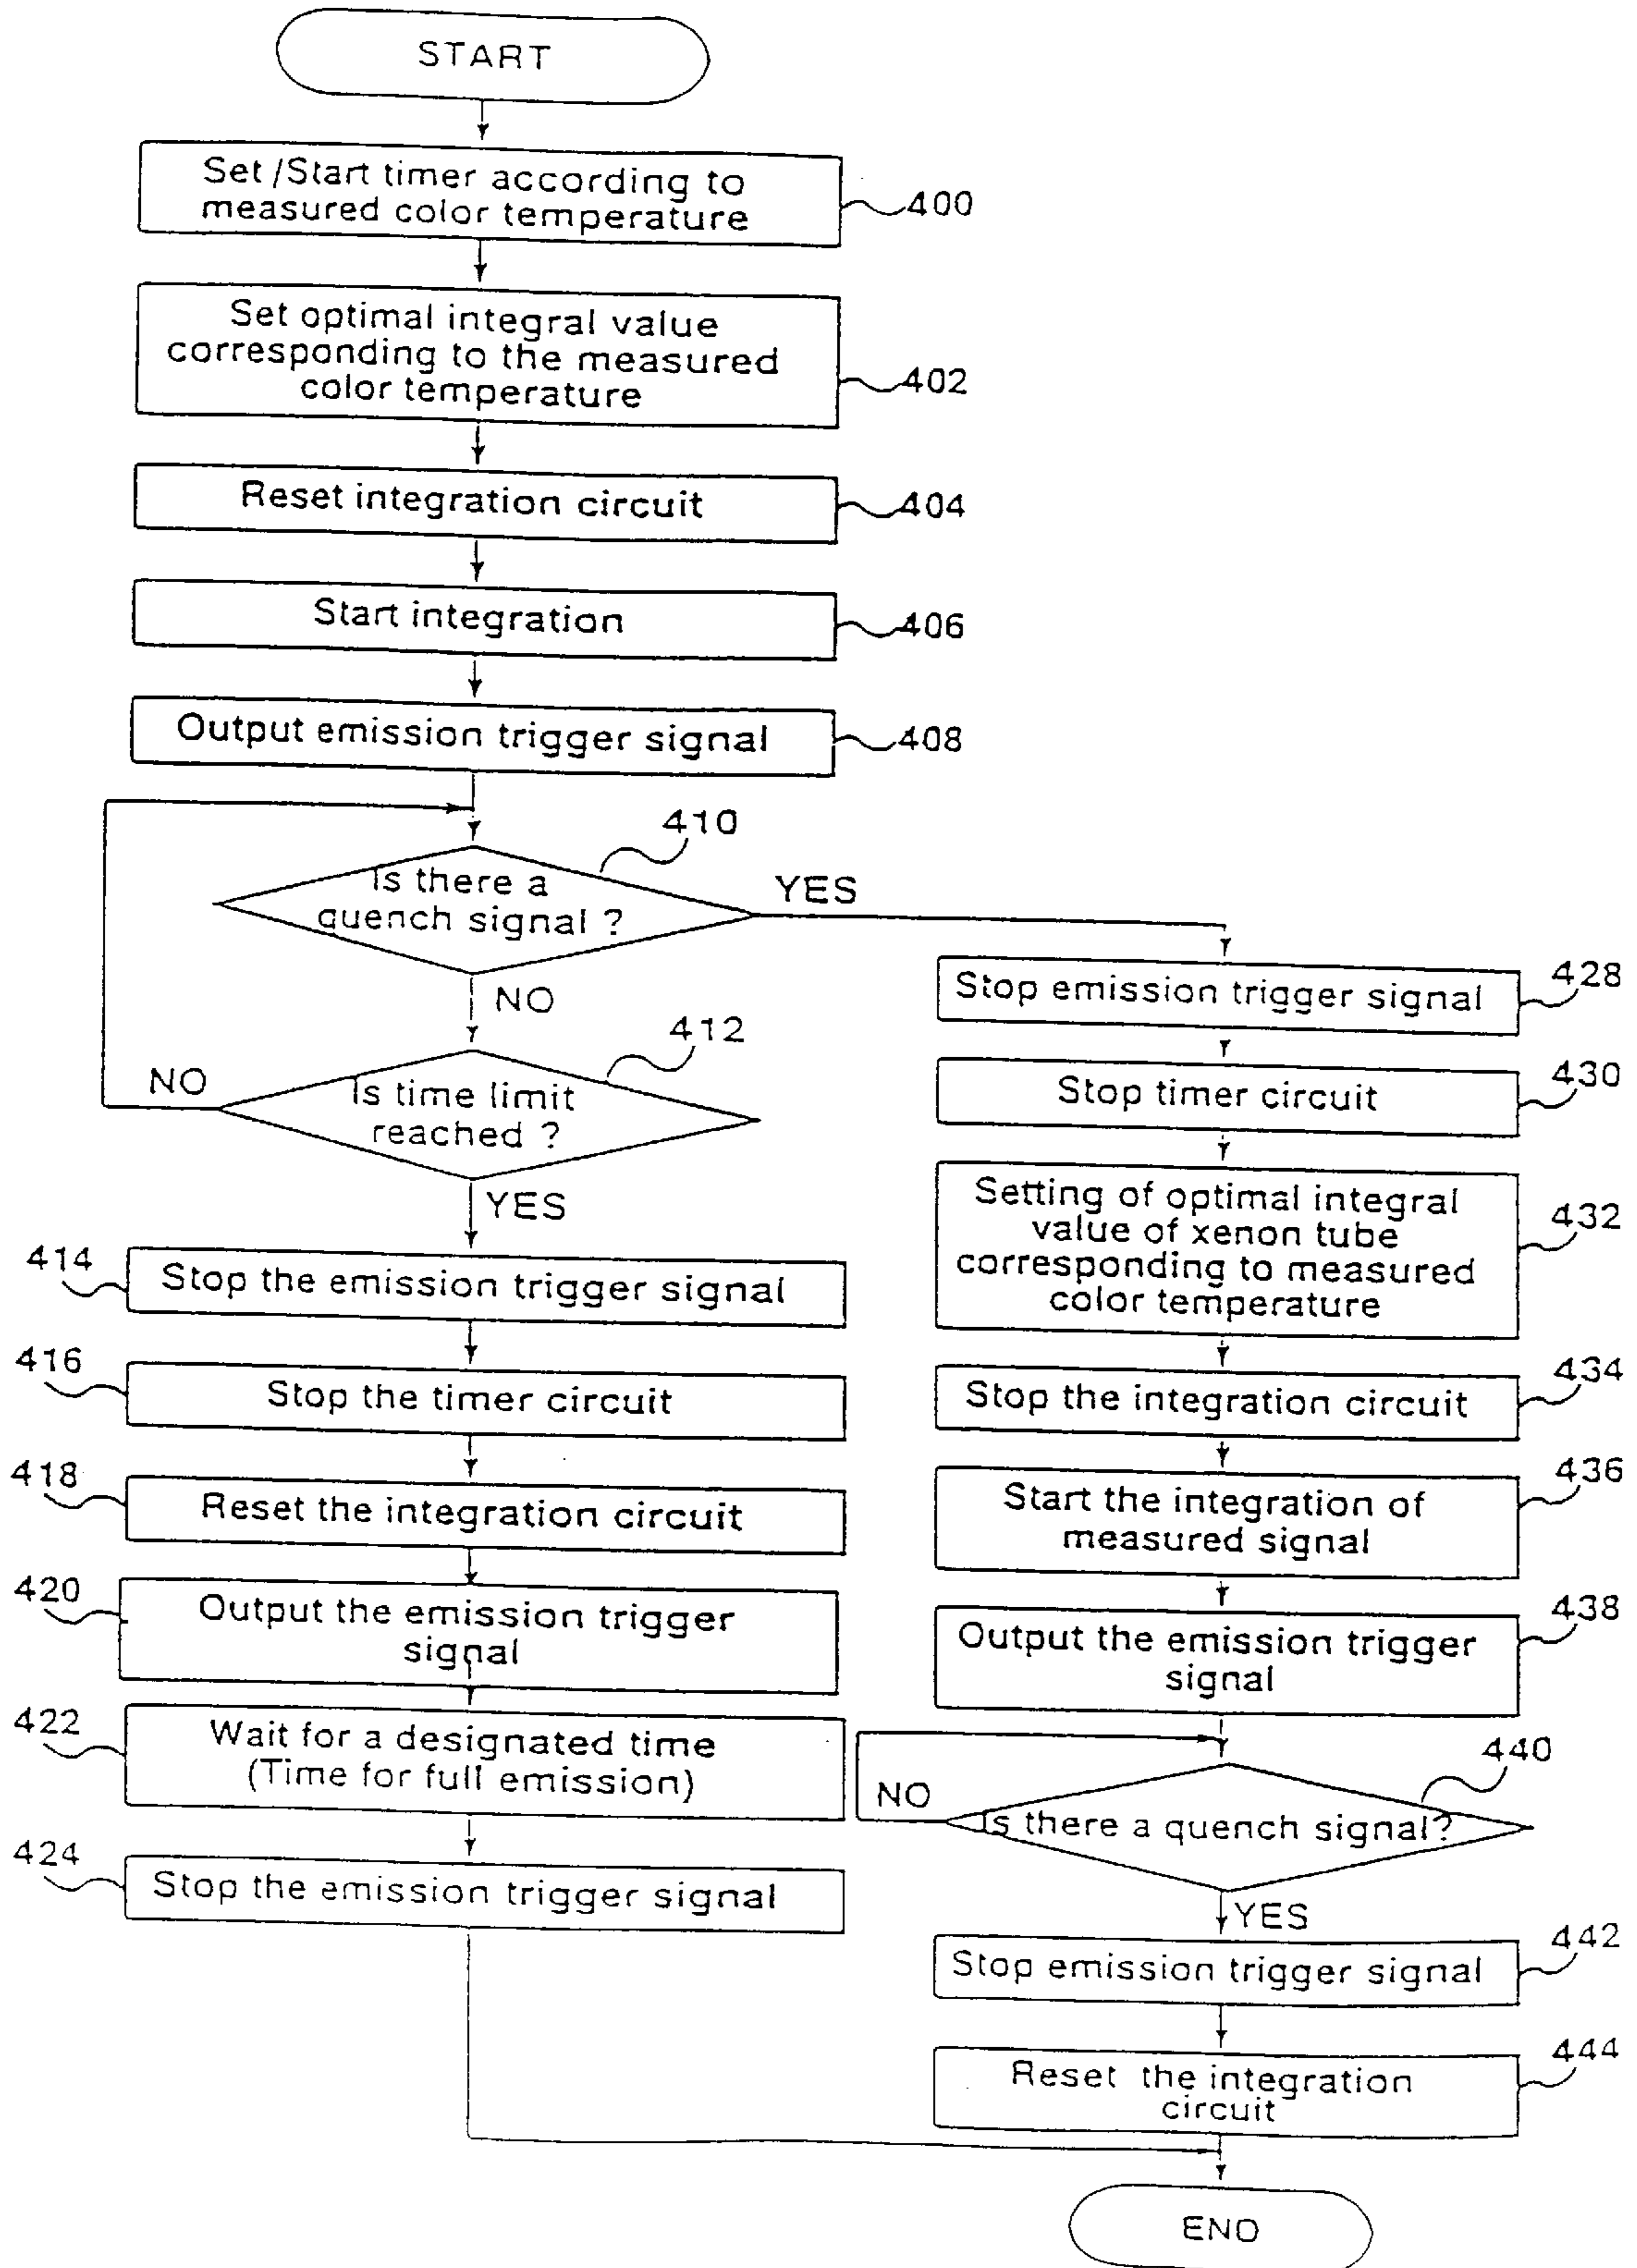 START
Set/Start timer according to
measured color temperature
400
Set optimal integral value
corresponding to the measured
color temperature
402
Reset integration circuit
404
Start integration
406
Output emission trigger signal
408
410
Is there a
quench signal ?
YES
NO
412
Is time limit
reached ?
NO
YES
414
Stop the emission trigger signal
416
Stop the timer circuit
418
Reset the integration circuit
420
Output the emission trigger
signal
422
Wait for a designated time
(Time for full emission)
424
Stop the emission trigger signal
Stop emission trigger signal
428
Stop timer circuit
430
Setting of optimal integral
value of xenon tube
corresponding to measured
color temperature
432
Stop the integration circuit
434
Start the integration of
measured signal
436
Output the emission trigger
signal
438
440
NO
Is there a quench signal?
YES
Stop emission trigger signal
442
Reset the integration
circuit
444
END